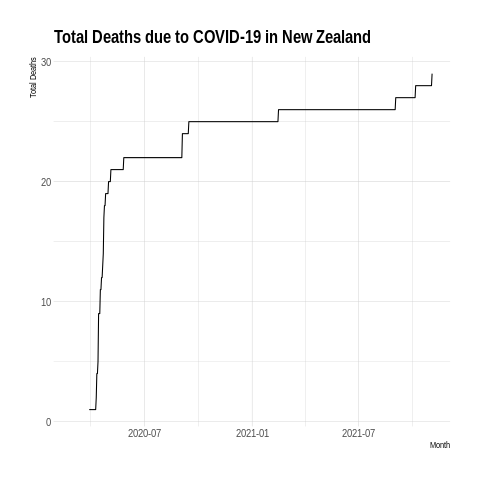 Total Deaths due to COVID-19 in New Zealand
Total Deaths
30
20
10
0
2020-07
2021-01
2021-07
Month